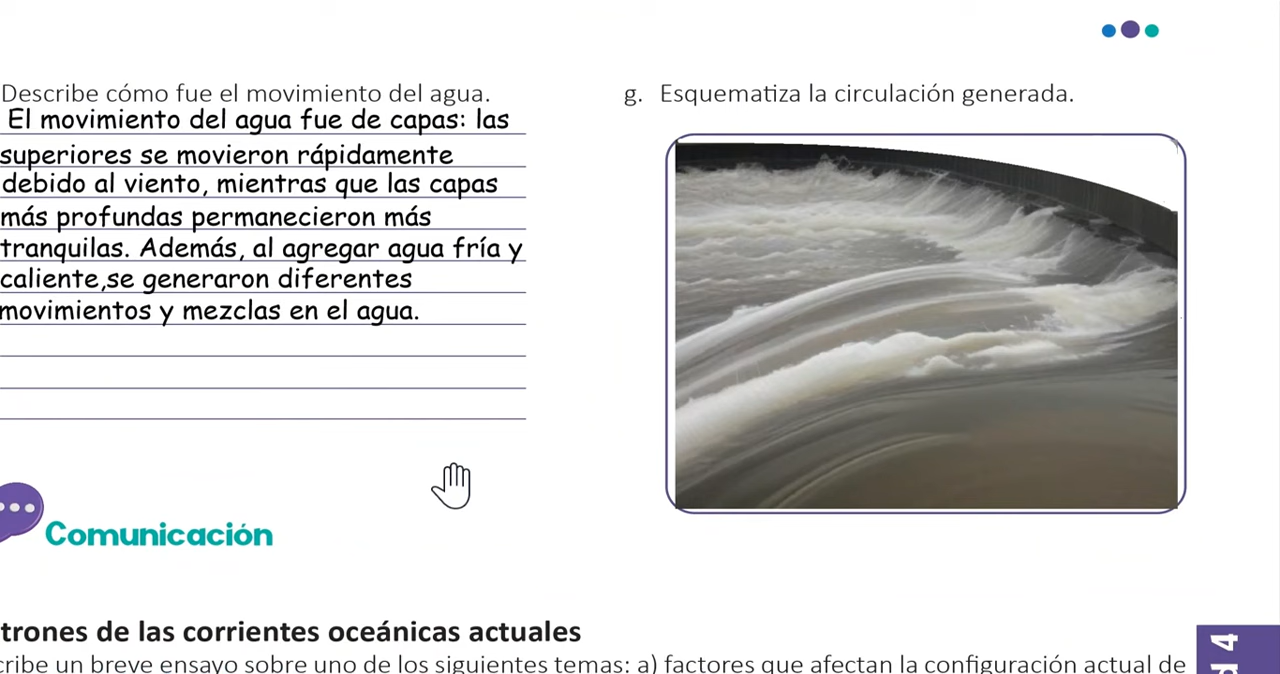 Describe cómo fue el movimiento del agua.
El movimiento del agua fue de capas: las
superiores se movieron rápidamente
debido al viento, mientras que las capas
más profundas permanecieron más
tranquilas. Además, al agregar agua fría y
caliente,se generaron diferentes
movimientos y mezclas en el agua.
g. Esquematiza la circulación generada.
Comunicación
trones de las corrientes oceánicas actuales
cribe un breve ensayo sobre uno de los siguientes temas: a) factores que afectan la configuración actual de
d 4